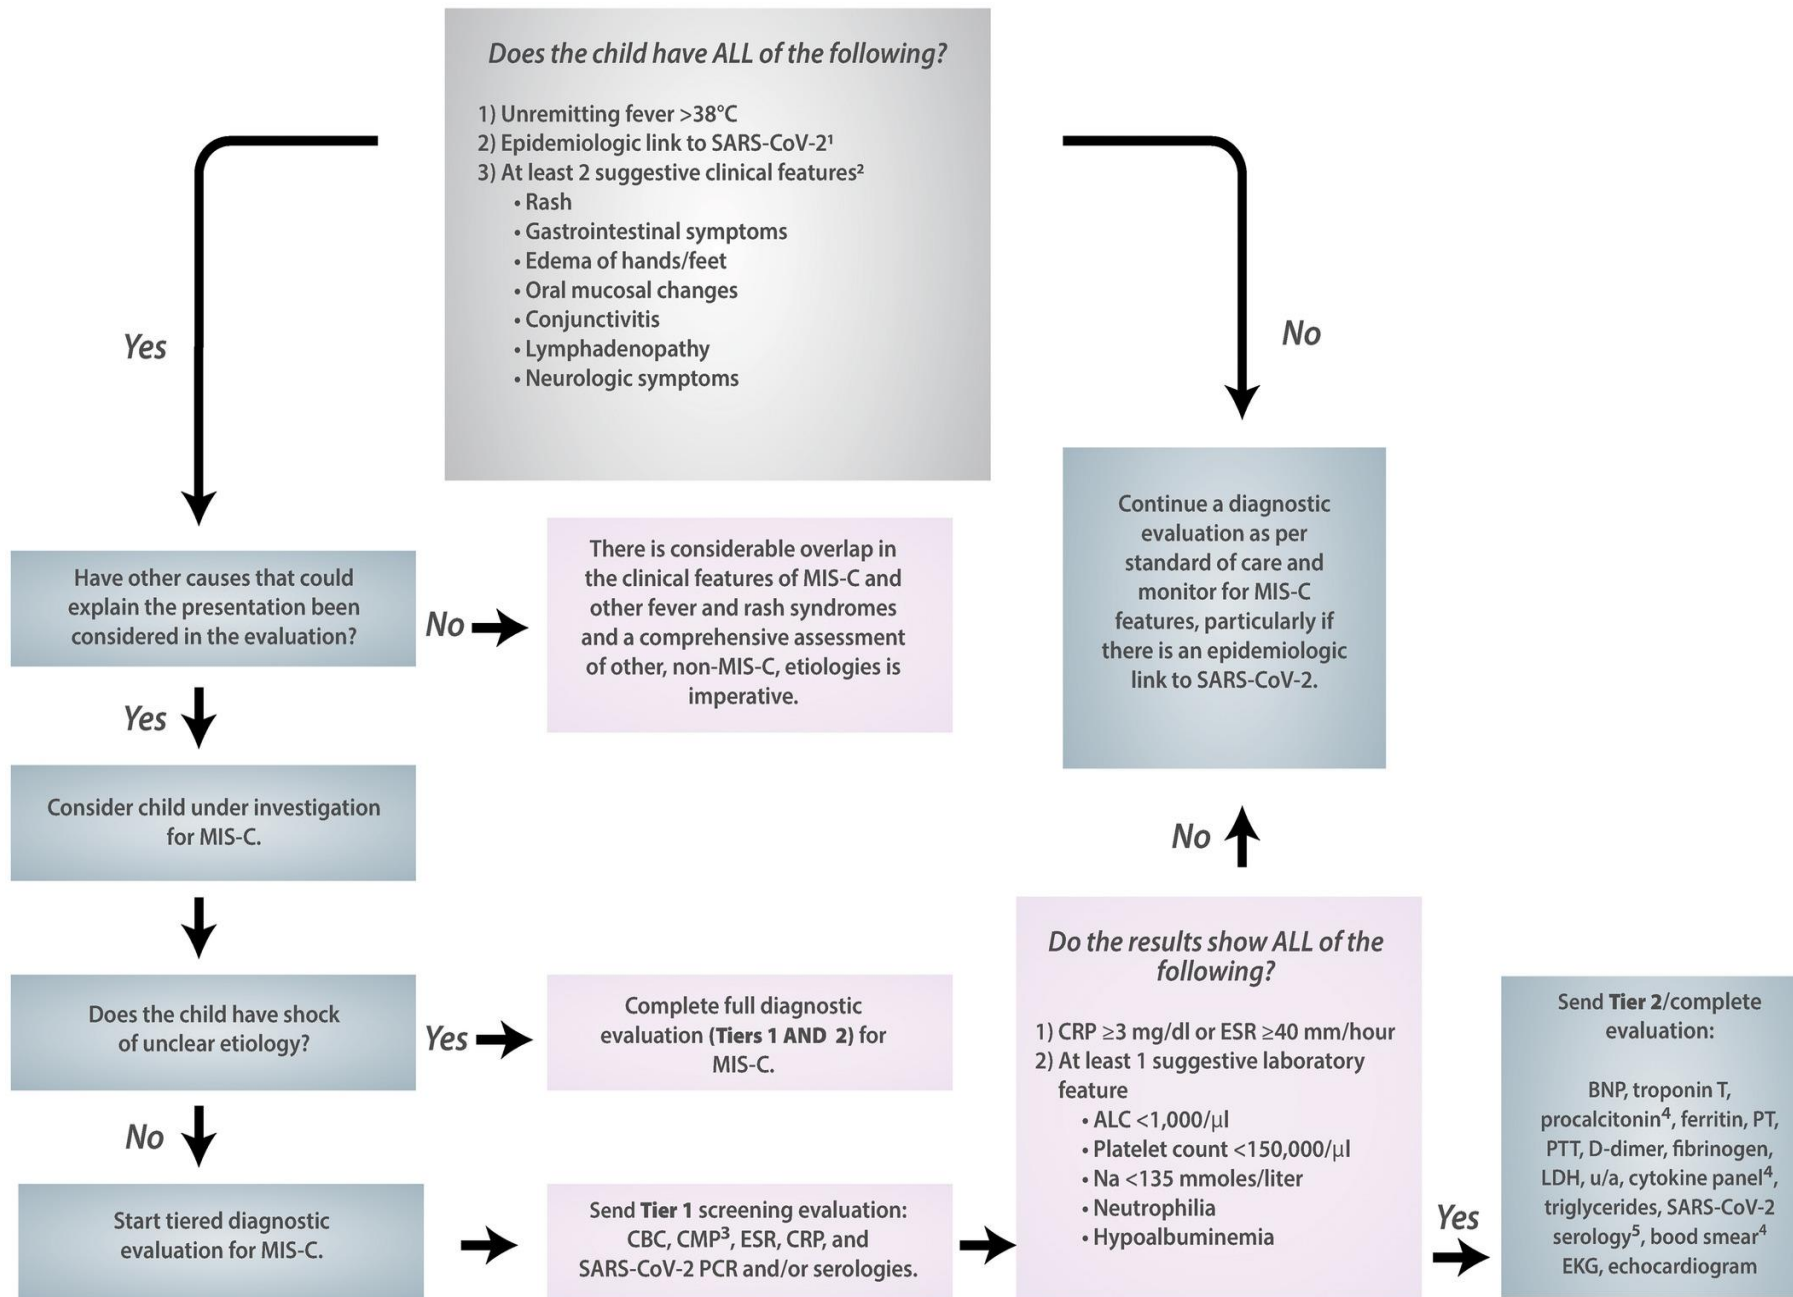 Does the child have ALL of the following?
1) Unremitting fever >38°C
2) Epidemiologic link to SARS-CoV-2¹
3) At least 2 suggestive clinical features²
• Rash
• Gastrointestinal symptoms
• Edema of hands/feet
• Oral mucosal changes
• Conjunctivitis
• Lymphadenopathy
• Neurologic symptoms
Yes
No
Have other causes that could
explain the presentation been
considered in the evaluation?
No
There is considerable overlap in
the clinical features of MIS-C and
other fever and rash syndromes
and a comprehensive assessment
of other, non-MIS-C, etiologies is
imperative.
Continue a diagnostic
evaluation as per
standard of care and
monitor for MIS-C
features, particularly if
there is an epidemiologic
link to SARS-CoV-2.
Yes
Consider child under investigation
for MIS-C.
Does the child have shock
of unclear etiology?
Yes
Complete full diagnostic
evaluation (Tiers 1 AND 2) for
MIS-C.
No
Start tiered diagnostic
evaluation for MIS-C.
Send Tier 1 screening evaluation:
CBC, CMP³, ESR, CRP, and
SARS-CoV-2 PCR and/or serologies.
No
Do the results show ALL of the
following?
1) CRP ≥3 mg/dl or ESR ≥40 mm/hour
2) At least 1 suggestive laboratory
feature
• ALC <1,000/μl
• Platelet count <150,000/μl
• Na <135 mmoles/liter
• Neutrophilia
• Hypoalbuminemia
Yes
Send Tier 2/complete
evaluation:
BNP, troponin T,
procalcitonin⁴, ferritin, PT,
PTT, D-dimer, fibrinogen,
LDH, u/a, cytokine panel⁴,
triglycerides, SARS-CoV-2
serology⁵, bood smear⁴
EKG, echocardiogram